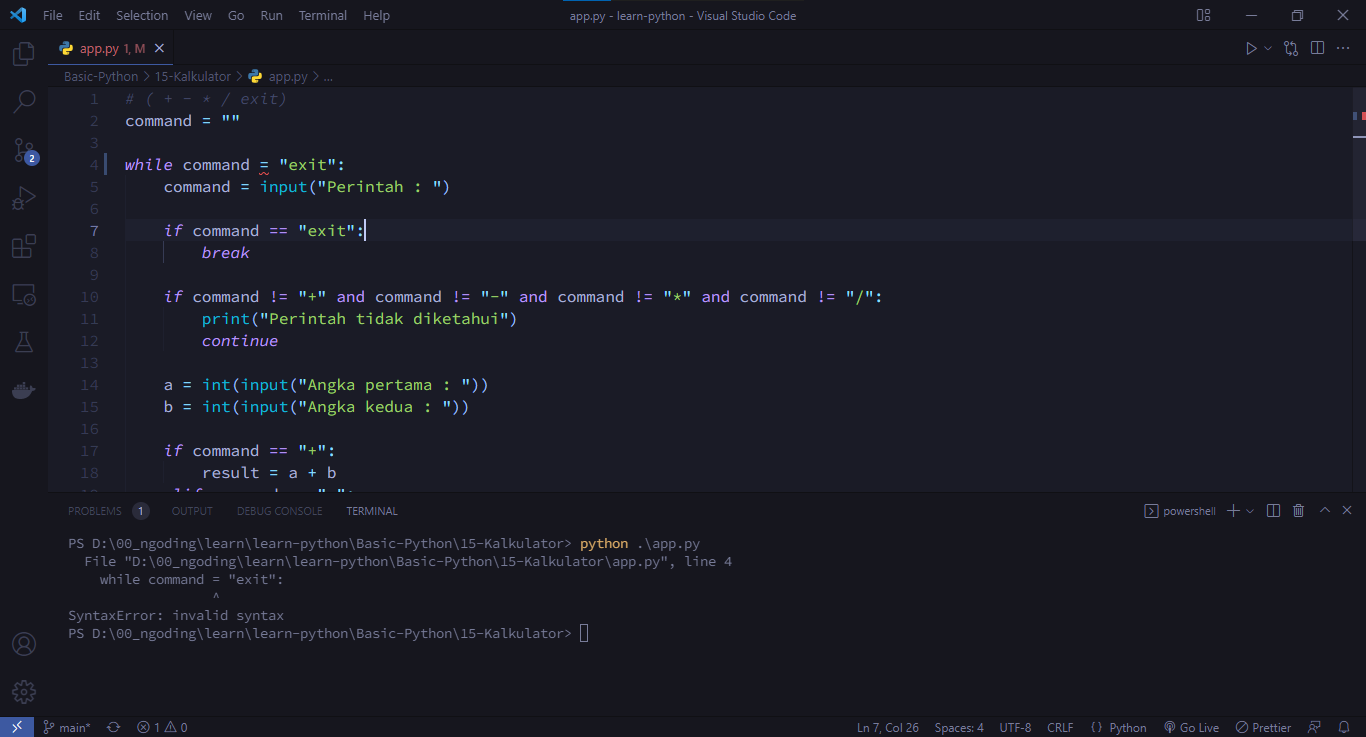 File Edit Selection View Go Run Terminal Help app.py - learn-python - Visual Studio Code
app.py 1, M
Basic-Python > 15-Kalkulator > app.py > ...
1 # ( + - * / exit)
2 command = ""
3
4 while command = "exit":
5 command = input("Perintah : ")
6
7 if command == "exit":
8 break
9
10 if command != "+" and command != "-" and command != "*" and command != "/":
11 print("Perintah tidak diketahui")
12 continue
13
14 a = int(input("Angka pertama : "))
15 b = int(input("Angka kedua : "))
16
17 if command == "+":
18 result = a + b
2
PROBLEMS 1 OUTPUT DEBUG CONSOLE TERMINAL powershell
PS D:\00_ngoding\learn\learn-python\Basic-Python\15-Kalkulator> python .\app.py
File "D:\00_ngoding\learn\learn-python\Basic-Python\15-Kalkulator\app.py", line 4
while command = "exit":
^
SyntaxError: invalid syntax
PS D:\00_ngoding\learn\learn-python\Basic-Python\15-Kalkulator>
main* 1 0 Ln 7, Col 26 Spaces: 4 UTF-8 CRLF {} Python Go Live Prettier